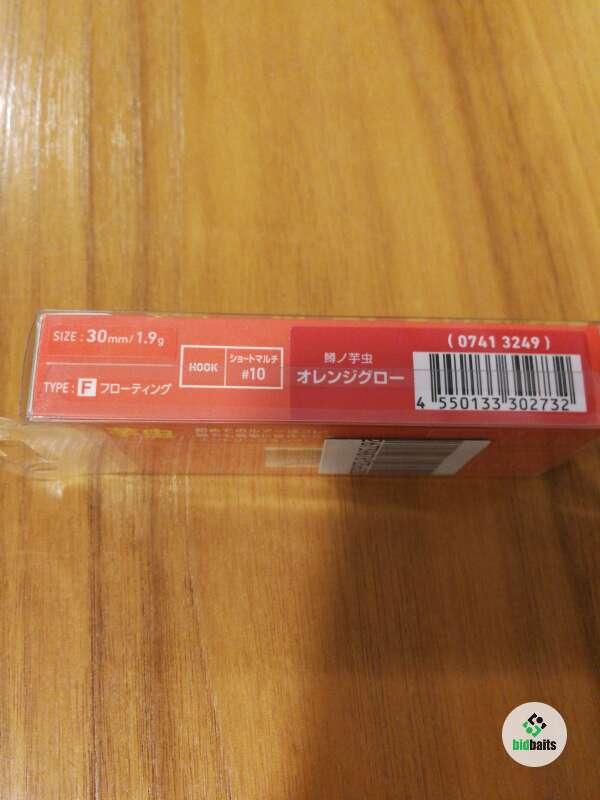 SIZE : 30mm/1.9g
TYPE : F フローティング
HOOK
ショートマルチ
#10
鱒ノ芋虫
オレンジグロー
( 0741 3249 )
4 550133 302732
bidbaits